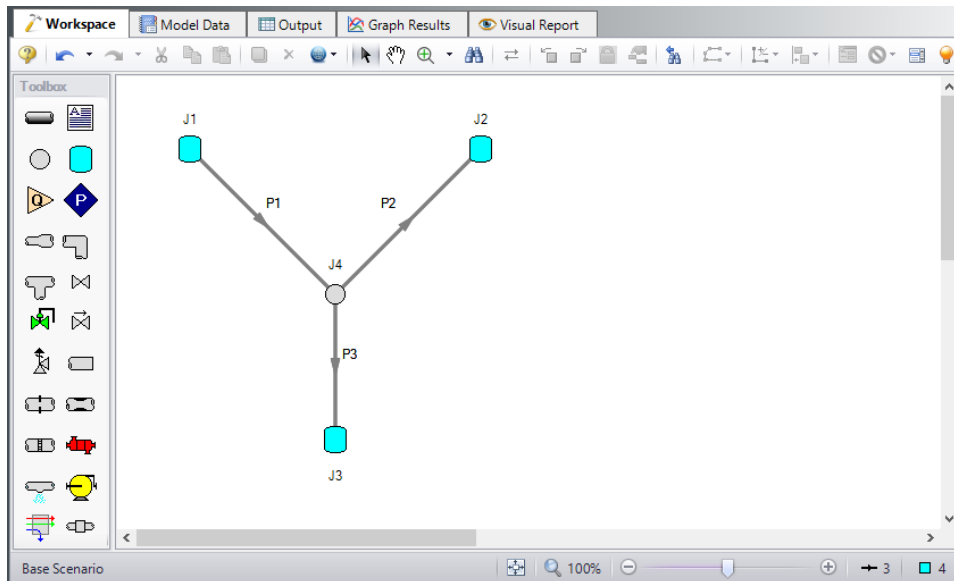 Workspace Model Data Output Graph Results Visual Report
Toolbox
A
Q P
J1 J2
P1 P2
J4
P3
J3
Base Scenario 100% 3 4